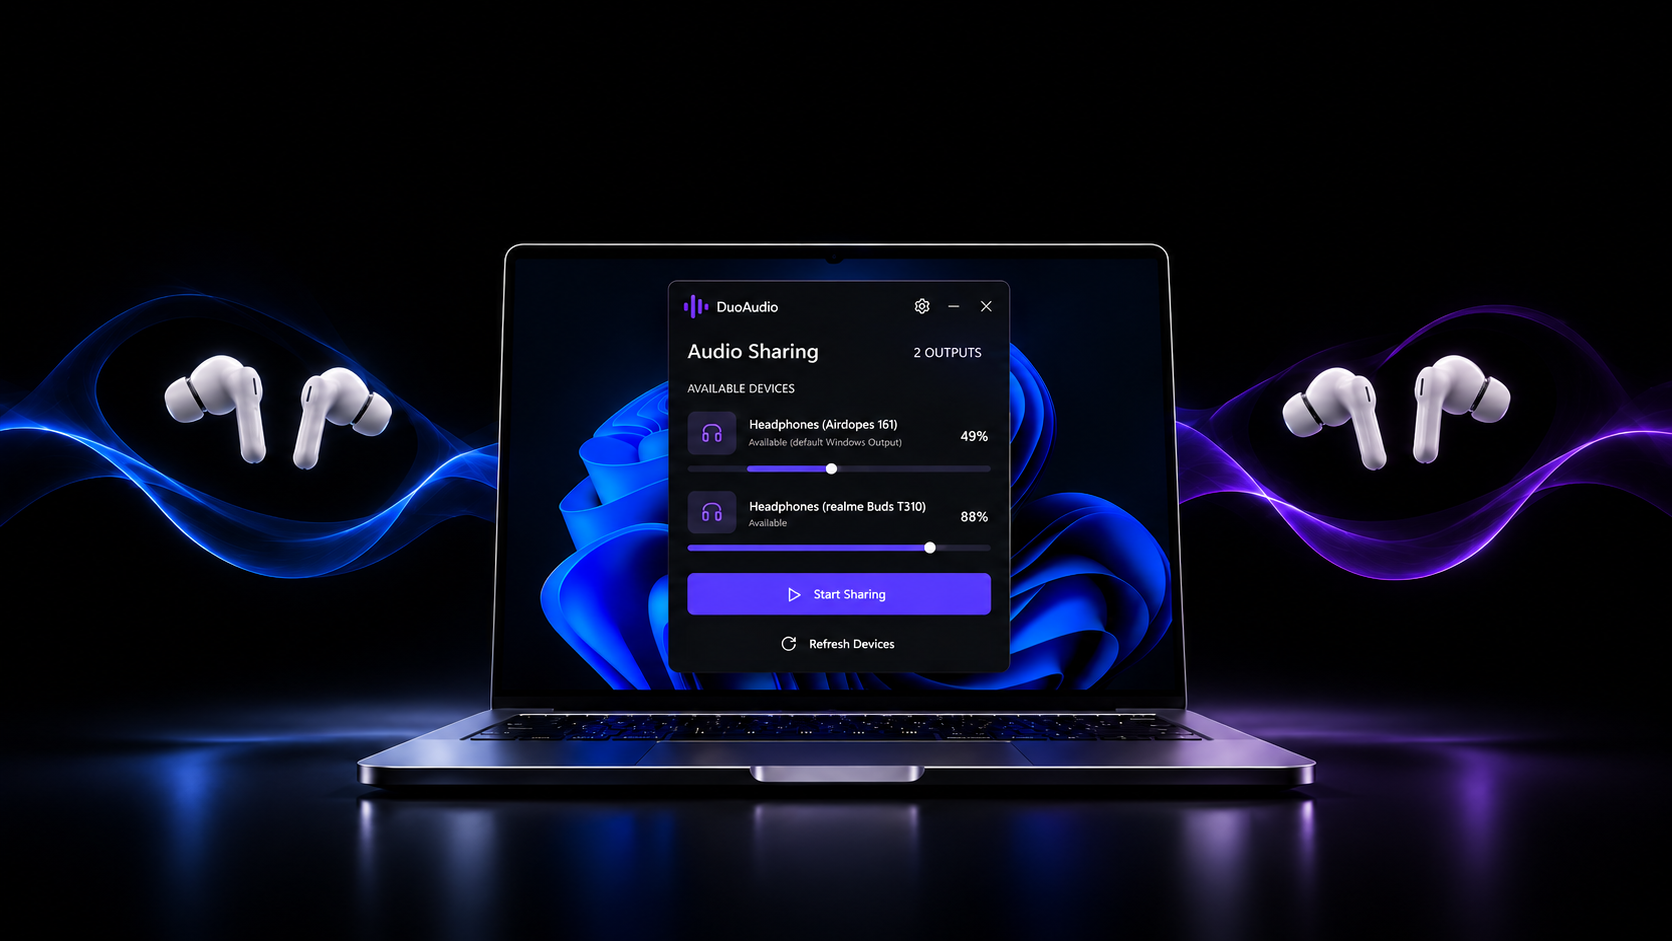 DuoAudio
Audio Sharing
2 OUTPUTS
AVAILABLE DEVICES
Headphones (Airdopes 161)
Available (default Windows Output)
49%
Headphones (realme Buds T310)
Available
88%
Start Sharing
Refresh Devices